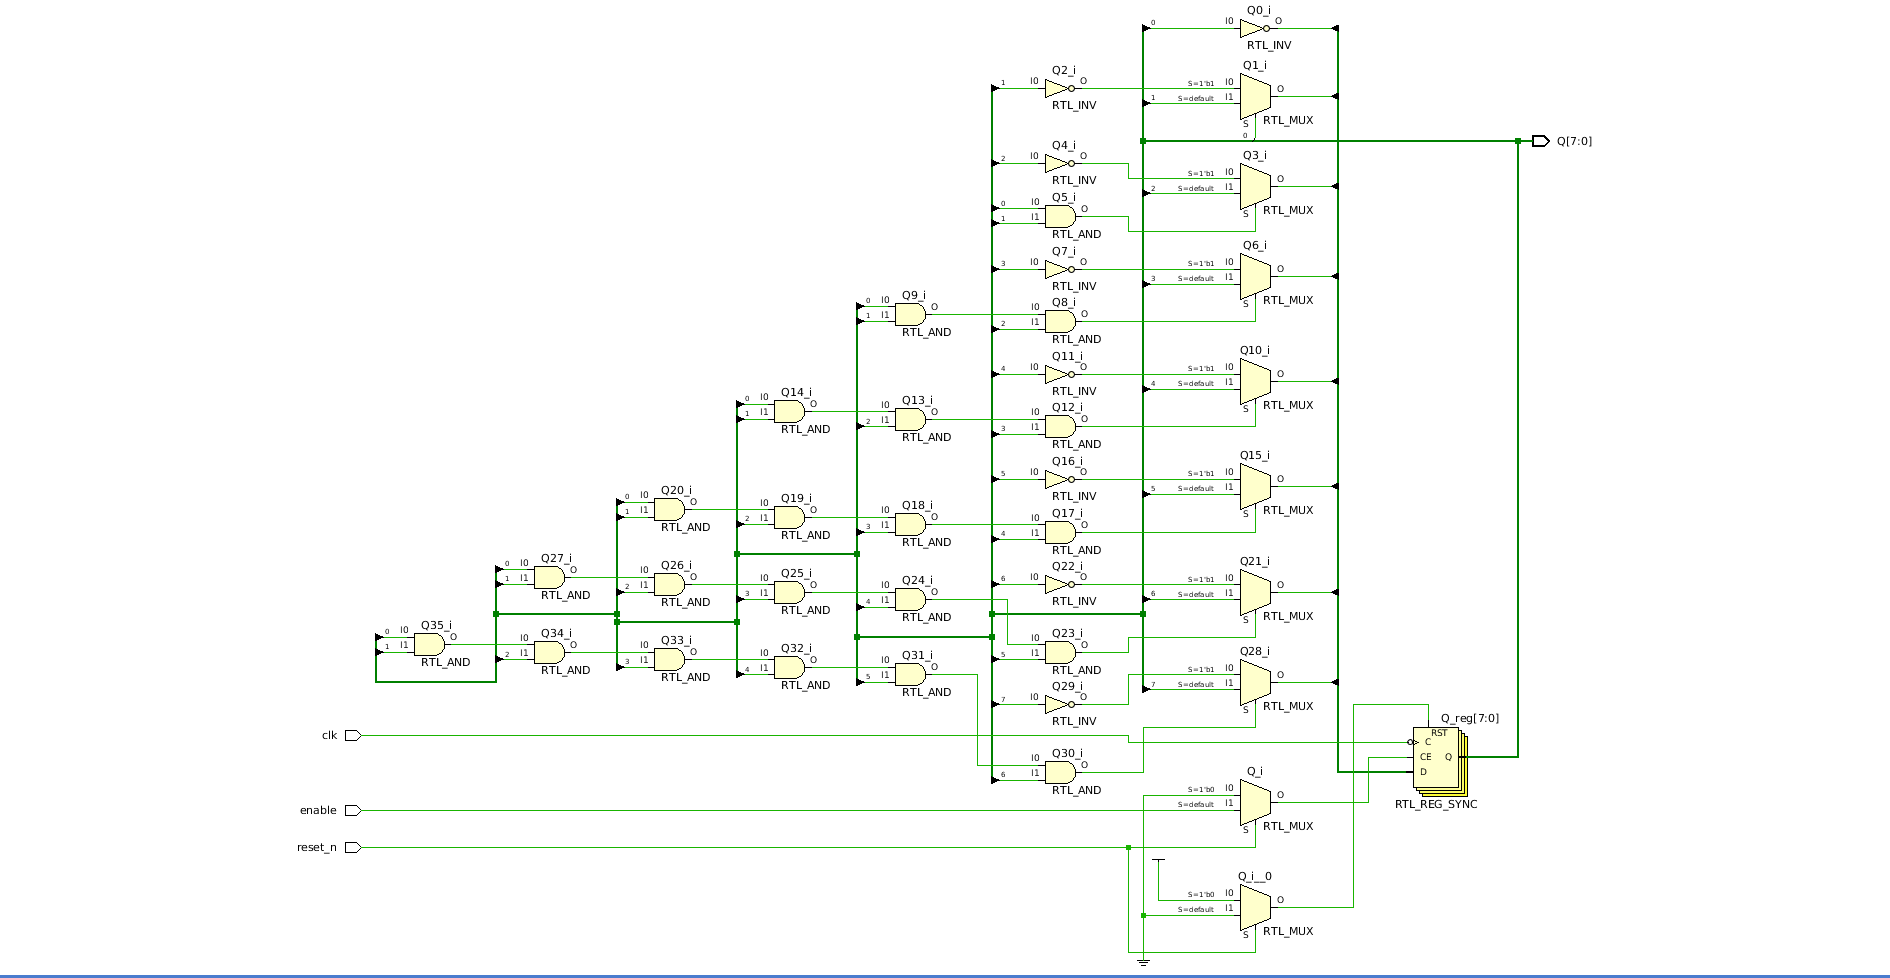 Q0_i
0 I0 O
RTL_INV
Q1_i
Q2_i
1 I0 O
RTL_INV
S=1'b1 I0
1 S=default I1
O
S
0
RTL_MUX
Q[7:0]
Q4_i
2 I0 O
RTL_INV
Q3_i
S=1'b1 I0
2 S=default I1
O
S
RTL_MUX
Q5_i
0 I0
1 I1
O
RTL_AND
Q7_i
3 I0 O
RTL_INV
Q6_i
S=1'b1 I0
3 S=default I1
O
S
RTL_MUX
Q9_i
0 I0
1 I1
O
RTL_AND
Q8_i
I0
2 I1
O
RTL_AND
Q11_i
4 I0 O
RTL_INV
Q10_i
S=1'b1 I0
4 S=default I1
O
S
RTL_MUX
Q14_i
0 I0
1 I1
O
RTL_AND
Q13_i
I0
2 I1
O
RTL_AND
Q12_i
I0
3 I1
O
RTL_AND
Q16_i
5 I0 O
RTL_INV
Q15_i
S=1'b1 I0
5 S=default I1
O
S
RTL_MUX
Q20_i
0 I0
1 I1
O
RTL_AND
Q19_i
I0
2 I1
O
RTL_AND
Q18_i
I0
3 I1
O
RTL_AND
Q17_i
I0
4 I1
O
RTL_AND
Q22_i
6 I0 O
RTL_INV
Q21_i
S=1'b1 I0
6 S=default I1
O
S
RTL_MUX
Q27_i
0 I0
1 I1
O
RTL_AND
Q26_i
I0
2 I1
O
RTL_AND
Q25_i
I0
3 I1
O
RTL_AND
Q24_i
I0
4 I1
O
RTL_AND
Q23_i
I0
5 I1
O
RTL_AND
Q35_i
0 I0
1 I1
O
RTL_AND
Q34_i
I0
2 I1
O
RTL_AND
Q33_i
I0
3 I1
O
RTL_AND
Q32_i
I0
4 I1
O
RTL_AND
Q31_i
I0
5 I1
O
RTL_AND
Q29_i
7 I0 O
RTL_INV
Q28_i
S=1'b1 I0
7 S=default I1
O
S
RTL_MUX
Q30_i
I0
6 I1
O
RTL_AND
clk
Q_reg[7:0]
RST
C
CE Q
D
RTL_REG_SYNC
enable
Q_i
S=1'b0 I0
S=default I1
O
S
RTL_MUX
reset_n
Q_i__0
S=1'b0 I0
S=default I1
O
S
RTL_MUX